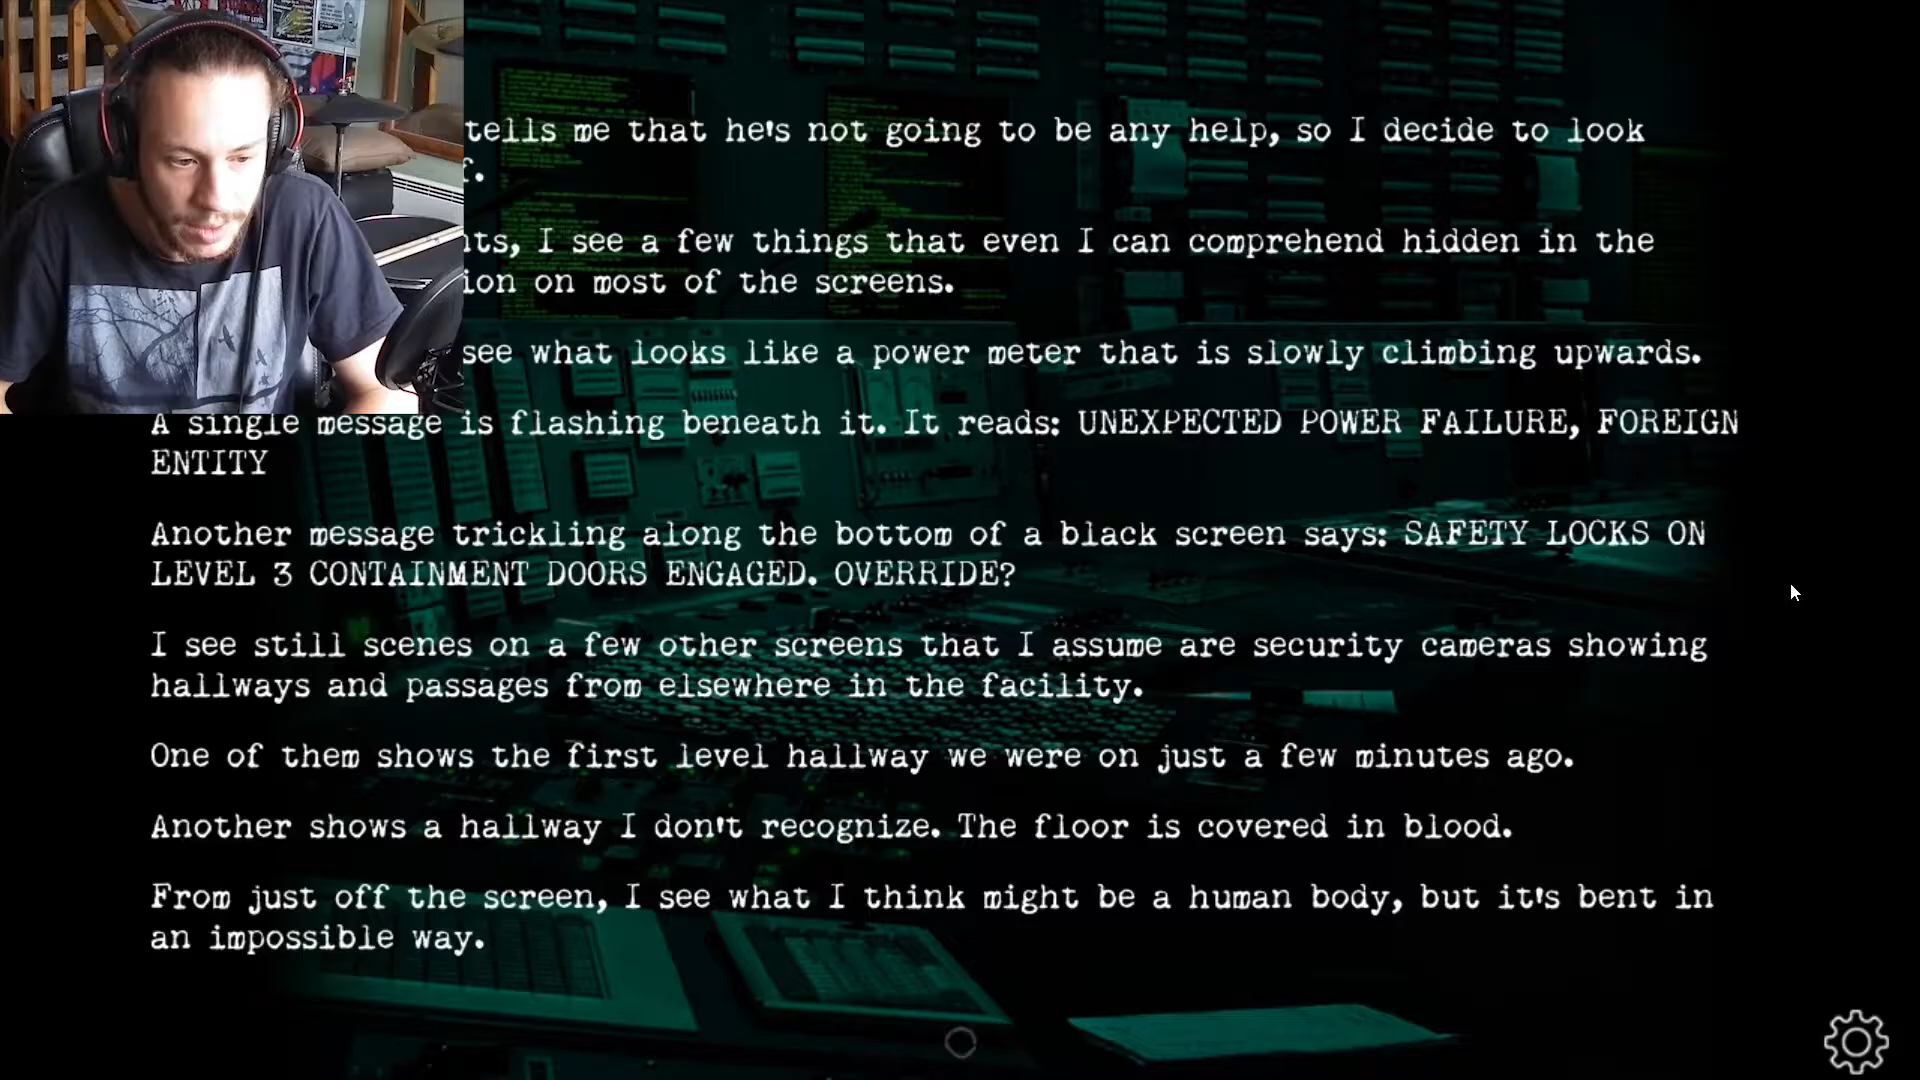 tells me that he's not going to be any help, so I decide to look
f.
nts, I see a few things that even I can comprehend hidden in the
ion on most of the screens.
see what looks like a power meter that is slowly climbing upwards.
A single message is flashing beneath it. It reads: UNEXPECTED POWER FAILURE, FOREIGN
ENTITY
Another message trickling along the bottom of a black screen says: SAFETY LOCKS ON
LEVEL 3 CONTAINMENT DOORS ENGAGED. OVERRIDE?
I see still scenes on a few other screens that I assume are security cameras showing
hallways and passages from elsewhere in the facility.
One of them shows the first level hallway we were on just a few minutes ago.
Another shows a hallway I don't recognize. The floor is covered in blood.
From just off the screen, I see what I think might be a human body, but it's bent in
an impossible way.